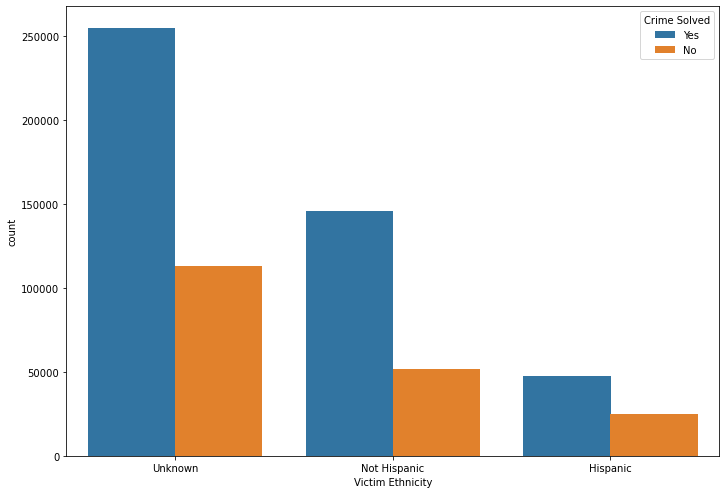 Crime Solved
Yes
No
250000
200000
150000
100000
50000
0
count
Unknown
Not Hispanic
Hispanic
Victim Ethnicity